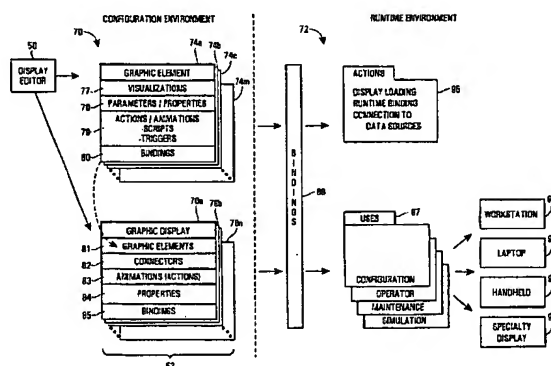 CONFIGURATION ENVIRONMENT
RUNTIME ENVIRONMENT
70
72
50
DISPLAY EDITOR
74a
74b
74c
74m
GRAPHIC ELEMENT
77
VISUALIZATIONS
78
PARAMETERS / PROPERTIES
79
ACTIONS / ANIMATIONS
-SCRIPTS
-TRIGGERS
80
BINDINGS
76a
76b
76n
GRAPHIC DISPLAY
81
GRAPHIC ELEMENTS
82
CONNECTORS
83
ANIMATIONS (ACTIONS)
84
PROPERTIES
85
BINDINGS
BINDINGS
ACTIONS
DISPLAY LOADING
RUNTIME BINDING
CONNECTION TO
DATA SOURCES
USES
87
CONFIGURATION
OPERATOR
MAINTENANCE
SIMULATION
WORKSTATION
LAPTOP
HANDHELD
SPECIALTY
DISPLAY